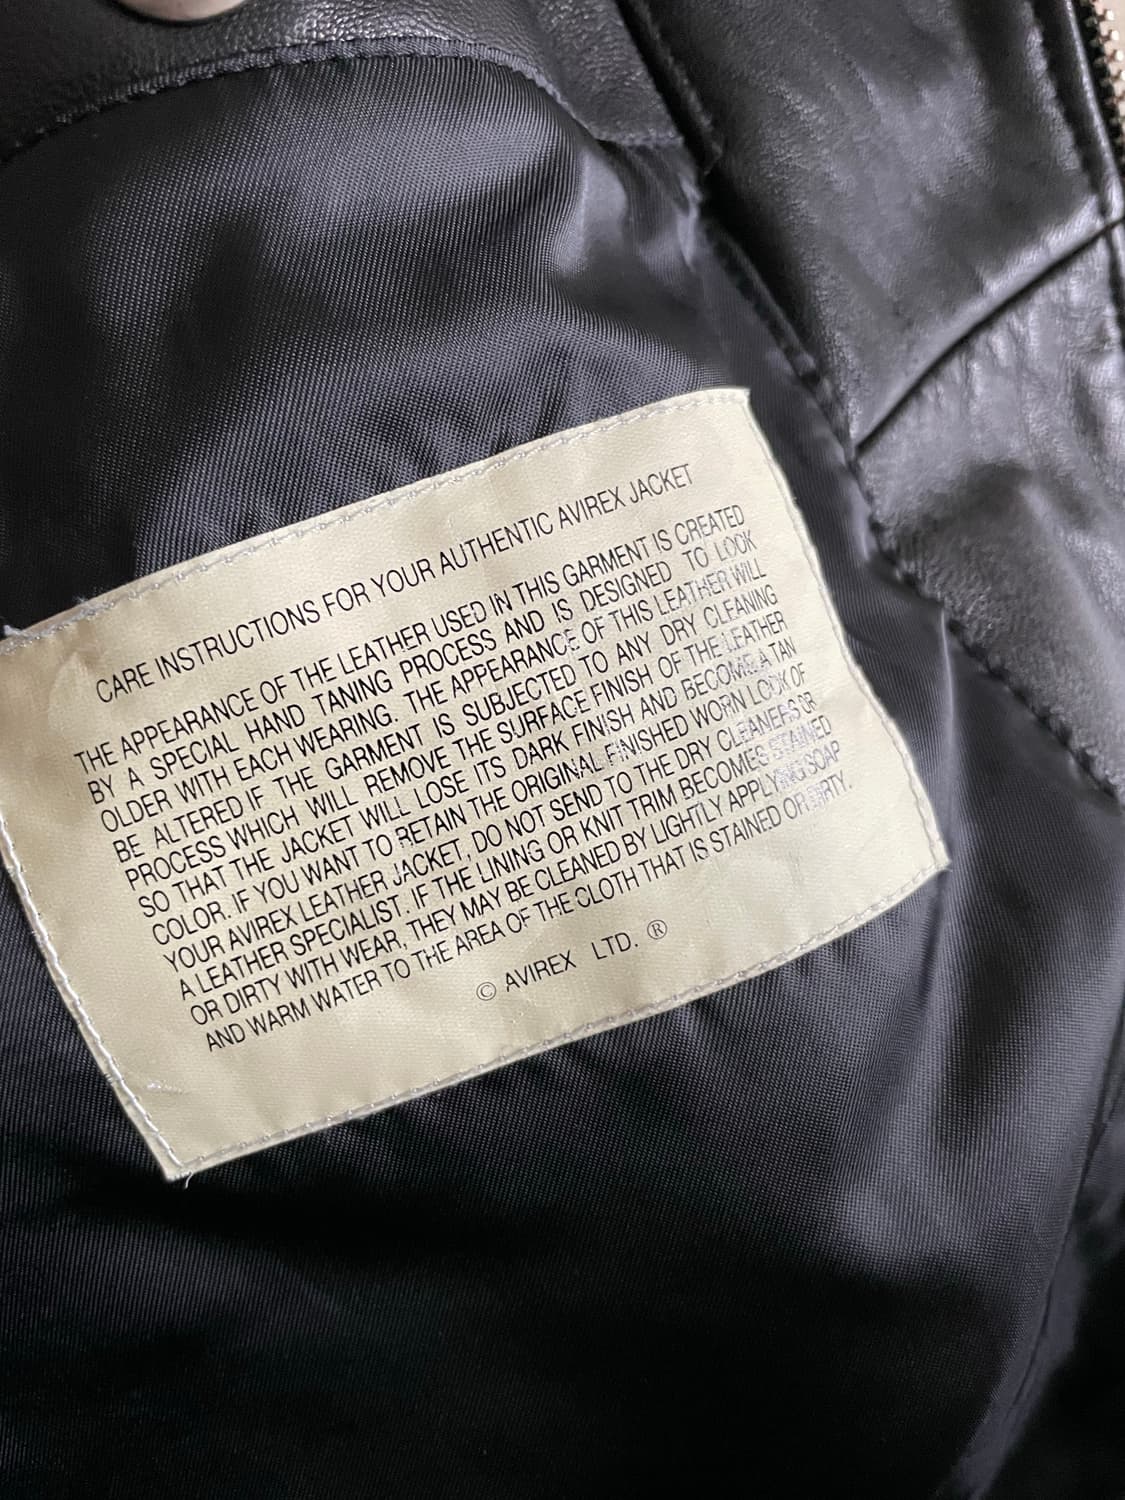 CARE INSTRUCTIONS FOR YOUR AUTHENTIC AVIREX JACKET
THE APPEARANCE OF THE LEATHER USED IN THIS GARMENT IS CREATED
BY A SPECIAL HAND TANING PROCESS AND IS DESIGNED TO LOOK
OLDER WITH EACH WEARING. THE APPEARANCE OF THIS LEATHER WILL
BE ALTERED IF THE GARMENT IS SUBJECTED TO ANY DRY CLEANING
PROCESS WHICH WILL REMOVE THE SURFACE FINISH OF THE LEATHER
SO THAT THE JACKET WILL LOSE ITS DARK FINISH AND BECOME A TAN
COLOR. IF YOU WANT TO RETAIN THE ORIGINAL FINISHED WORN LOOK OF
YOUR AVIREX LEATHER JACKET, DO NOT SEND TO THE DRY CLEANERS OR
A LEATHER SPECIALIST. IF THE LINING OR KNIT TRIM BECOMES STAINED
OR DIRTY WITH WEAR, THEY MAY BE CLEANED BY LIGHTLY APPLYING SOAP
AND WARM WATER TO THE AREA OF THE CLOTH THAT IS STAINED OR DIRTY.
© AVIREX LTD. ®